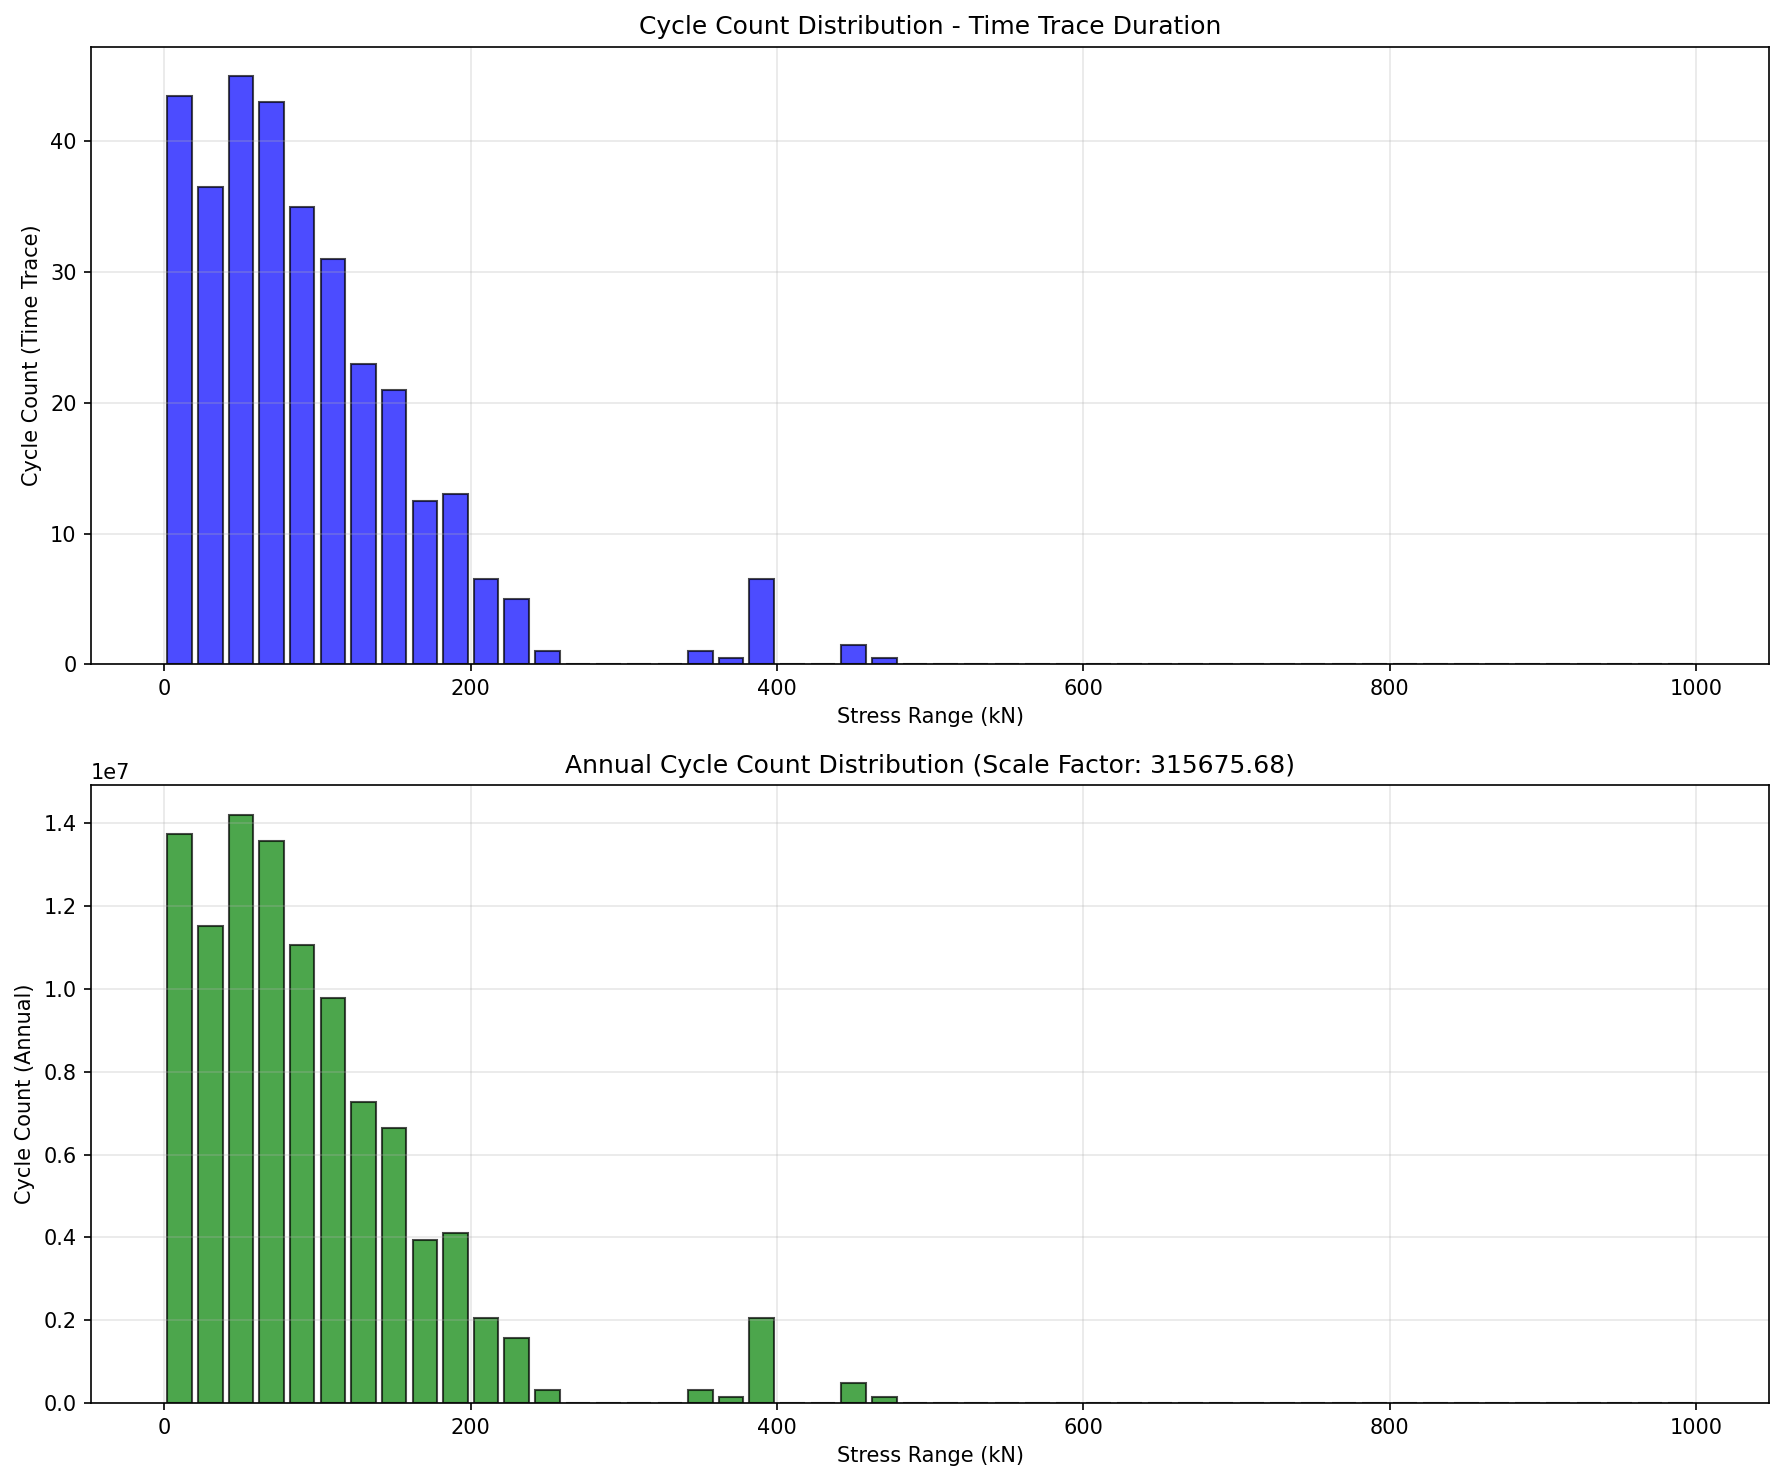 Cycle Count Distribution - Time Trace Duration
Cycle Count (Time Trace)
40
30
20
10
0
0 200 400 600 800 1000
Stress Range (kN)
Annual Cycle Count Distribution (Scale Factor: 315675.68)
1e7
Cycle Count (Annual)
1.4
1.2
1.0
0.8
0.6
0.4
0.2
0.0
0 200 400 600 800 1000
Stress Range (kN)